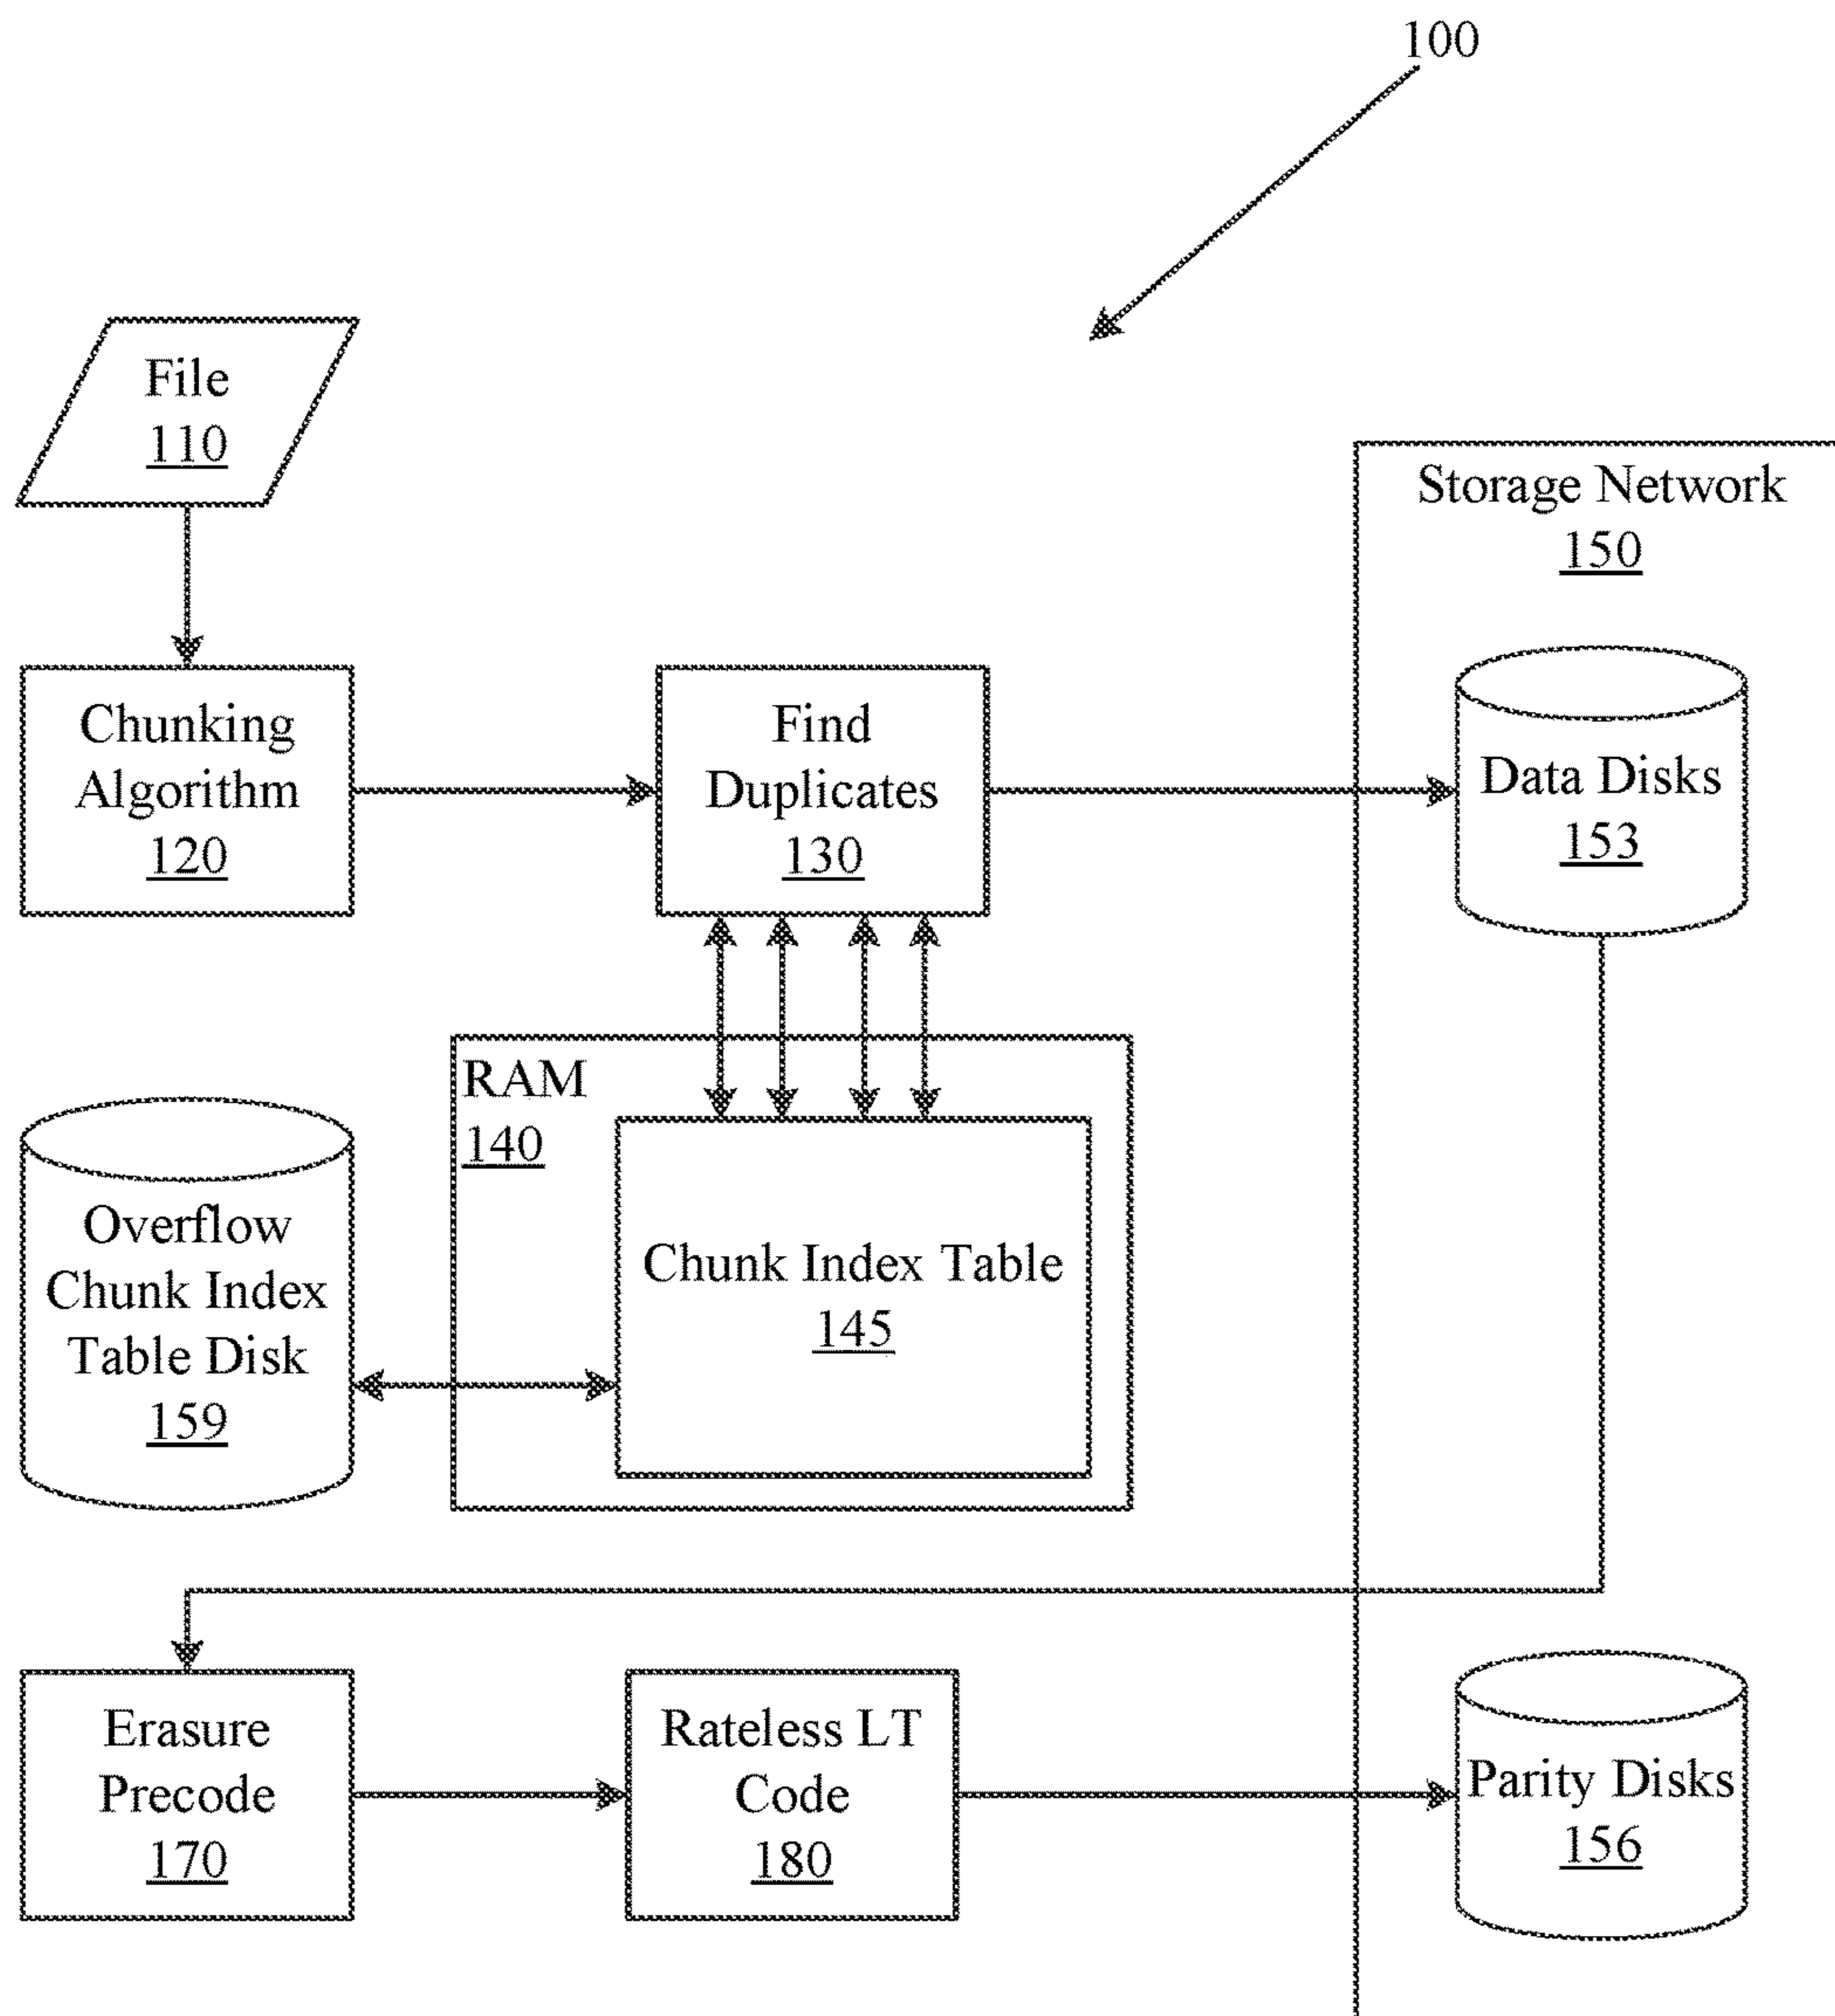 100
File
110
Storage Network
150
Chunking
Algorithm
120
Find
Duplicates
130
Data Disks
153
RAM
140
Overflow
Chunk Index
Table Disk
159
Chunk Index Table
145
Erasure
Precode
170
Rateless LT
Code
180
Parity Disks
156